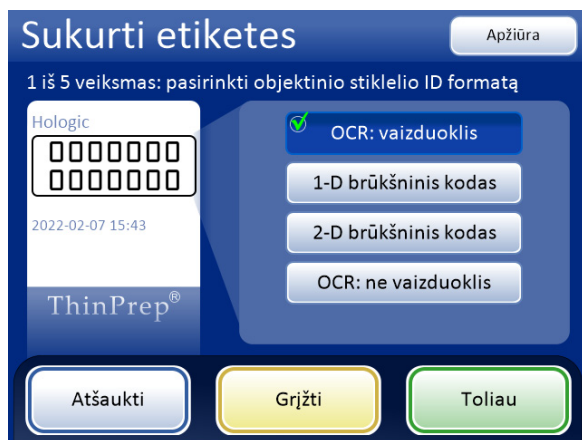 Sukurti etiketes
Apžiūra
1 iš 5 veiksmas: pasirinkti objektinio stiklelio ID formatą
Hologic
0000000
0000000
2022-02-07 15:43
ThinPrep®
OCR: vaizduoklis
1-D brūkšninis kodas
2-D brūkšninis kodas
OCR: ne vaizduoklis
Atšaukti
Grįžti
Toliau